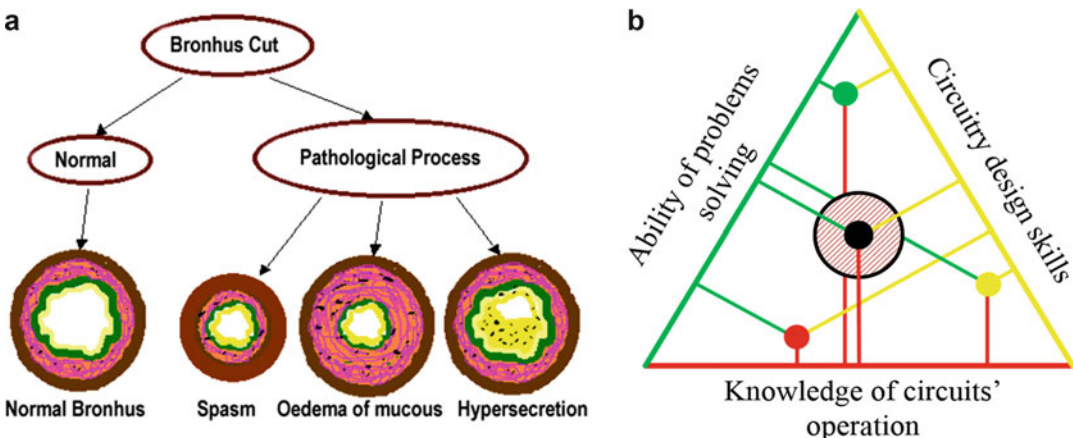 a
Bronhus Cut
Normal
Pathological Process
Normal Bronhus
Spasm
Oedema of mucous
Hypersecretion
b
Ability of problems
solving
Circuitry design skills
Knowledge of circuits'
operation